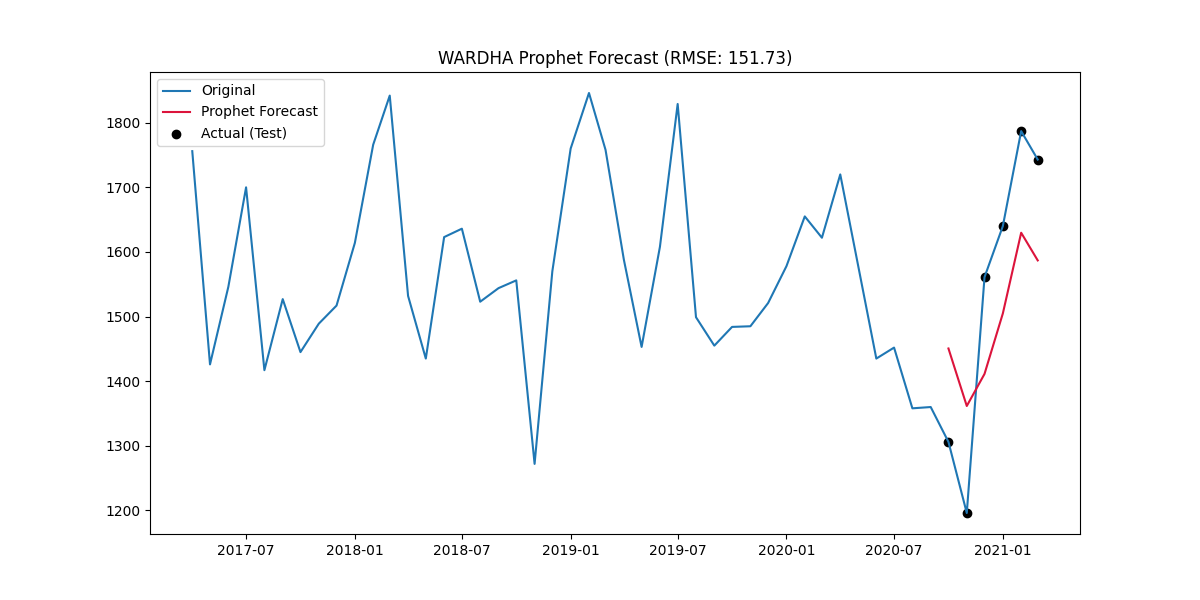 WARDHA Prophet Forecast (RMSE: 151.73)
Original
Prophet Forecast
Actual (Test)
1800
1700
1600
1500
1400
1300
1200
2017-07 2018-01 2018-07 2019-01 2019-07 2020-01 2020-07 2021-01